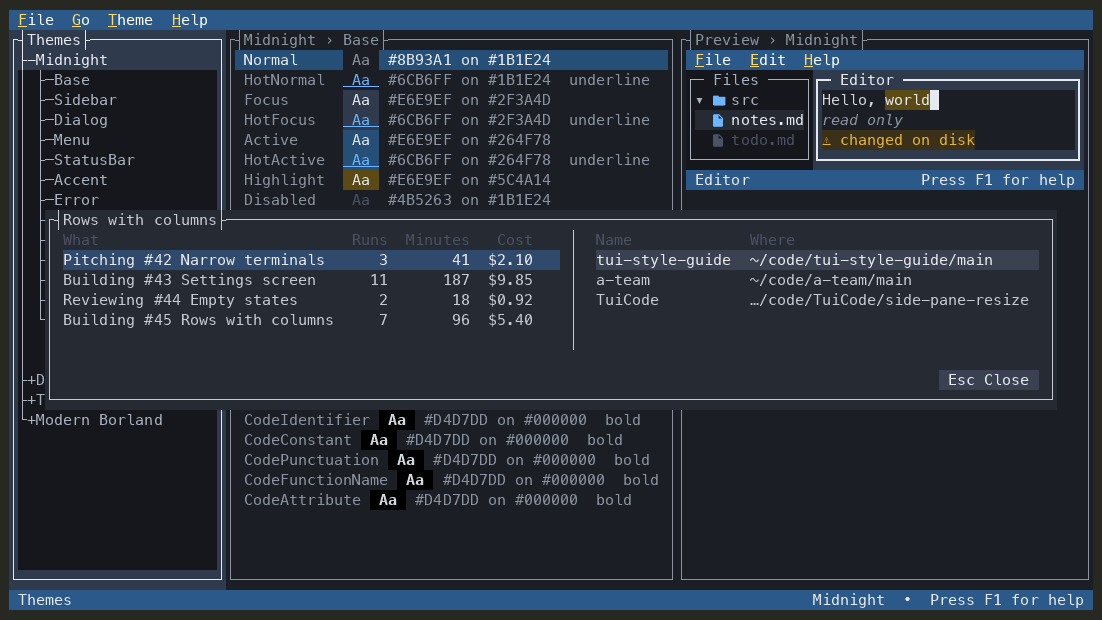 File Go Theme Help
Themes
Midnight
Base
Sidebar
Dialog
Menu
StatusBar
Accent
Error
+D
+T
+Modern Borland
Midnight › Base
Normal Aa #8B93A1 on #1B1E24
HotNormal Aa #6CB6FF on #1B1E24 underline
Focus Aa #E6E9EF on #2F3A4D
HotFocus Aa #6CB6FF on #2F3A4D underline
Active Aa #E6E9EF on #264F78
HotActive Aa #6CB6FF on #264F78 underline
Highlight Aa #E6E9EF on #5C4A14
Disabled Aa #4B5263 on #1B1E24
CodeIdentifier Aa #D4D7DD on #000000 bold
CodeConstant Aa #D4D7DD on #000000 bold
CodePunctuation Aa #D4D7DD on #000000 bold
CodeFunctionName Aa #D4D7DD on #000000 bold
CodeAttribute Aa #D4D7DD on #000000 bold
Preview › Midnight
File Edit Help
Files
▾ src
notes.md
todo.md
Editor
Hello, world
read only
⚠ changed on disk
Editor Press F1 for help
Rows with columns
What Runs Minutes Cost
Pitching #42 Narrow terminals 3 41 $2.10
Building #43 Settings screen 11 187 $9.85
Reviewing #44 Empty states 2 18 $0.92
Building #45 Rows with columns 7 96 $5.40
Name Where
tui-style-guide ~/code/tui-style-guide/main
a-team ~/code/a-team/main
TuiCode …/code/TuiCode/side-pane-resize
Esc Close
Themes Midnight • Press F1 for help